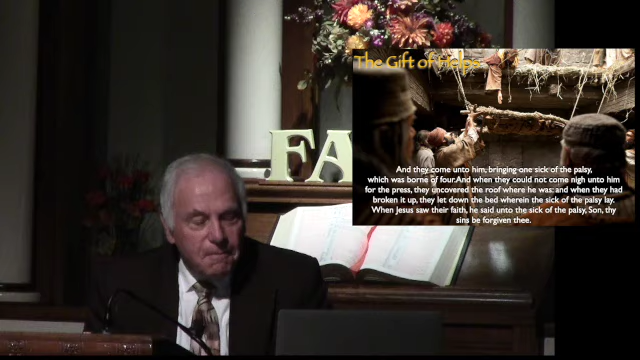 The Gift of Helps
FA
And they come unto him, bringing one sick of the palsy,
which was borne of four.And when they could not come nigh unto him
for the press, they uncovered the roof where he was: and when they had
broken it up, they let down the bed wherein the sick of the palsy lay.
When Jesus saw their faith, he said unto the sick of the palsy, Son, thy
sins be forgiven thee.